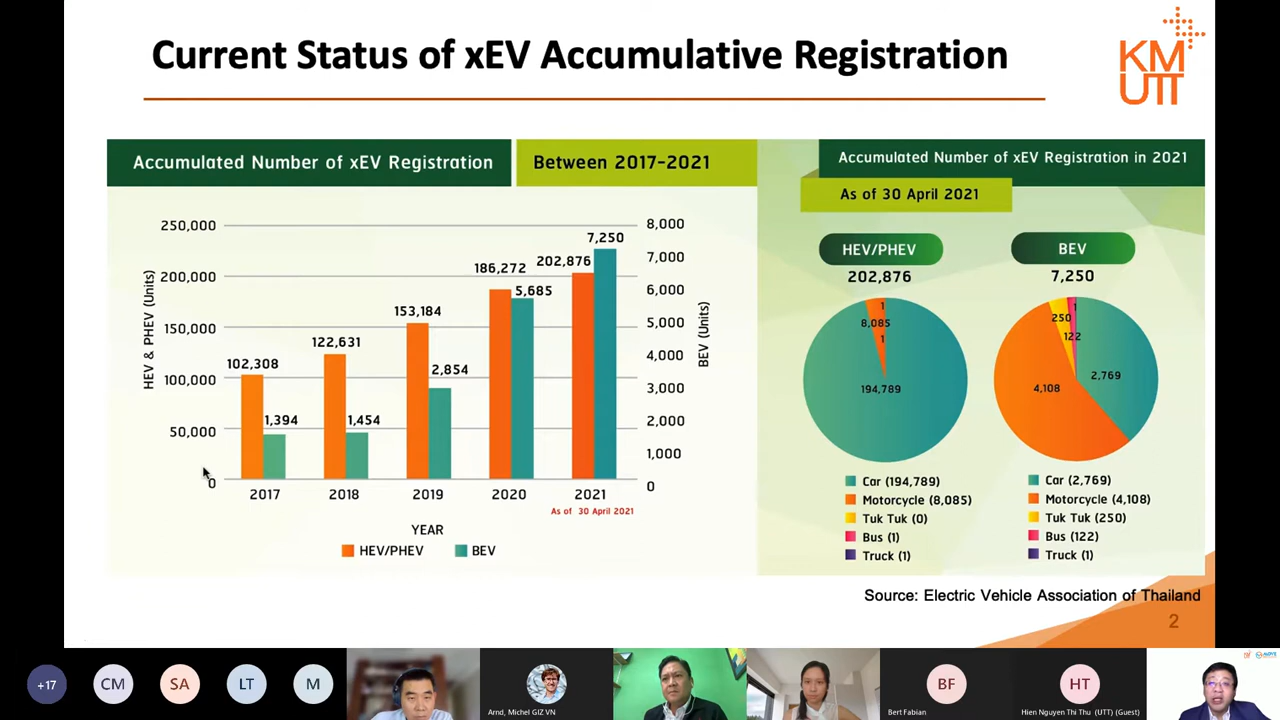 Current Status of xEV Accumulative Registration
KM
UTT
Accumulated Number of xEV Registration
Between 2017-2021
Accumulated Number of xEV Registration in 2021
As of 30 April 2021
HEV & PHEV (Units)
250,000
200,000
150,000
100,000
50,000
0
102,308
1,394
122,631
1,454
153,184
2,854
186,272
5,685
202,876
7,250
8,000
7,000
6,000
5,000
4,000
3,000
2,000
1,000
0
BEV (Units)
2017
2018
2019
2020
2021
As of 30 April 2021
YEAR
HEV/PHEV
BEV
HEV/PHEV
202,876
1
8,085
1
194,789
Car (194,789)
Motorcycle (8,085)
Tuk Tuk (0)
Bus (1)
Truck (1)
BEV
7,250
1
250
122
4,108
2,769
Car (2,769)
Motorcycle (4,108)
Tuk Tuk (250)
Bus (122)
Truck (1)
Source: Electric Vehicle Association of Thailand
2
+17
CM
SA
LT
M
Arnd, Michel GIZ VN
BF
Bert Fabian
HT
Hien Nguyen Thi Thu (UTT) (Guest)